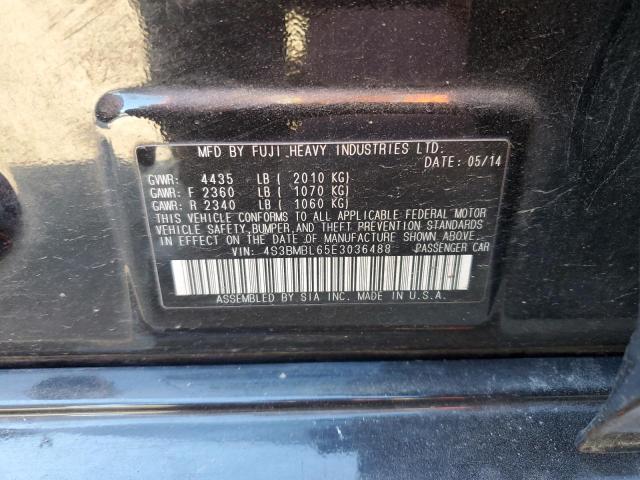 MFD BY FUJI HEAVY INDUSTRIES LTD.
DATE: 05/14
GVWR: 4435 LB ( 2010 KG)
GAWR: F 2360 LB ( 1070 KG)
GAWR: R 2340 LB ( 1060 KG)
THIS VEHICLE CONFORMS TO ALL APPLICABLE FEDERAL MOTOR
VEHICLE SAFETY, BUMPER, AND THEFT PREVENTION STANDARDS
IN EFFECT ON THE DATE OF MANUFACTURE SHOWN ABOVE.
VIN: 4S3BMBL65E3036488 PASSENGER CAR
ASSEMBLED BY SIA INC. MADE IN U.S.A.